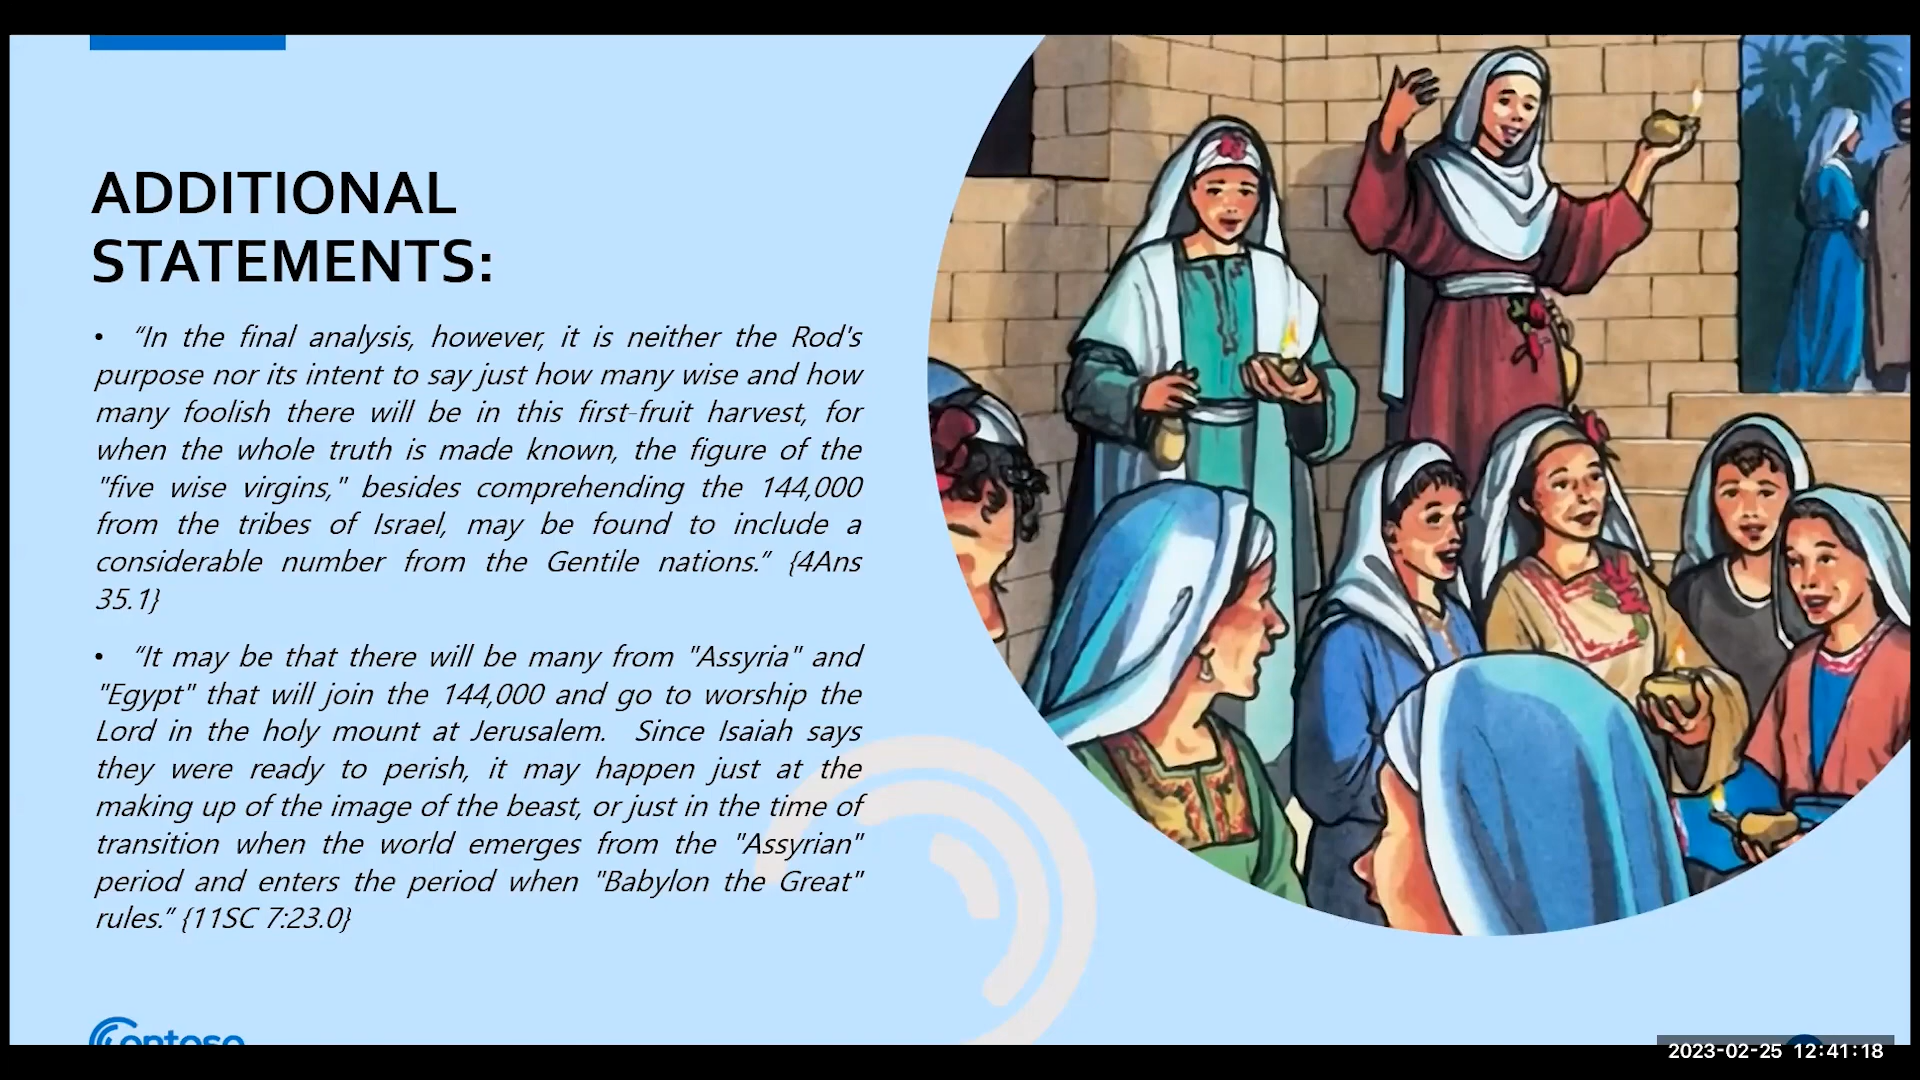 ADDITIONAL
STATEMENTS:
• “In the final analysis, however, it is neither the Rod's
purpose nor its intent to say just how many wise and how
many foolish there will be in this first-fruit harvest, for
when the whole truth is made known, the figure of the
"five wise virgins," besides comprehending the 144,000
from the tribes of Israel, may be found to include a
considerable number from the Gentile nations.” {4Ans
35.1}
• “It may be that there will be many from "Assyria" and
"Egypt" that will join the 144,000 and go to worship the
Lord in the holy mount at Jerusalem. Since Isaiah says
they were ready to perish, it may happen just at the
making up of the image of the beast, or just in the time of
transition when the world emerges from the "Assyrian"
period and enters the period when "Babylon the Great"
rules.” {11SC 7:23.0}
Contoso
2023-02-25 12:41:18